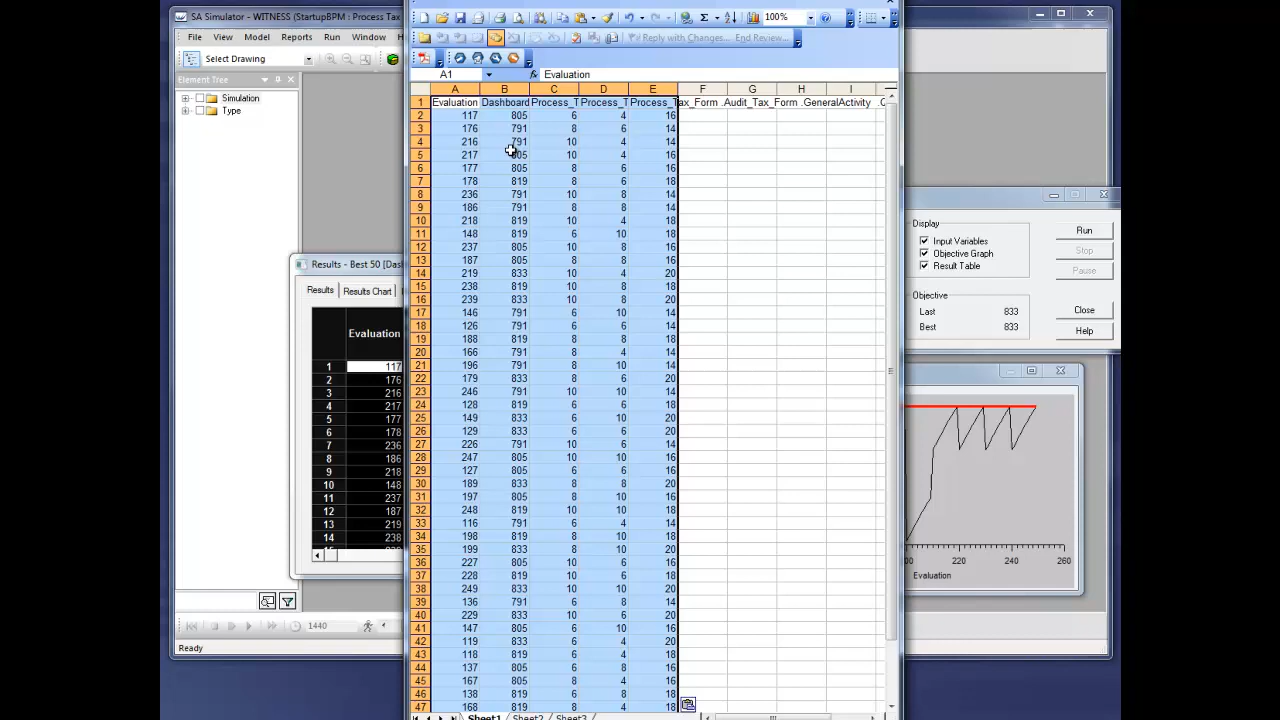 SA Simulator - WITNESS (StartupBPM : Process Tax
File View Model Reports Run Window
Select Drawing
Element Tree
Simulation
Type
1440
Ready
Results - Best 50 [Das
Results Results Chart
Evaluation
1 117
2 176
3 216
4 217
5 177
6 178
7 236
8 186
9 218
10 148
11 237
12 187
13 219
14 238
100%
Reply with Changes... End Review...
A1 fx Evaluation
A B C D E F G H I
1 Evaluation Dashboard Process_T Process_T Process_Tax_Form .Audit_Tax_Form .GeneralActivity
2 117 805 6 4 16
3 176 791 8 6 14
4 216 791 10 4 14
5 217 805 10 4 16
6 177 805 8 6 16
7 178 819 8 6 18
8 236 791 10 8 14
9 186 791 8 8 14
10 218 819 10 4 18
11 148 819 6 10 18
12 237 805 10 8 16
13 187 805 8 8 16
14 219 833 10 4 20
15 238 819 10 8 18
16 239 833 10 8 20
17 146 791 6 10 14
18 126 791 6 6 14
19 188 819 8 8 18
20 166 791 8 4 14
21 196 791 8 10 14
22 179 833 8 6 20
23 246 791 10 10 14
24 128 819 6 6 18
25 149 833 6 10 20
26 129 833 6 6 20
27 226 791 10 6 14
28 247 805 10 10 16
29 127 805 6 6 16
30 189 833 8 8 20
31 197 805 8 10 16
32 248 819 10 10 18
33 116 791 6 4 14
34 198 819 8 10 18
35 199 833 8 10 20
36 227 805 10 6 16
37 228 819 10 6 18
38 249 833 10 10 20
39 136 791 6 8 14
40 229 833 10 6 20
41 147 805 6 10 16
42 119 833 6 4 20
43 118 819 6 4 18
44 137 805 6 8 16
45 167 805 8 4 16
46 138 819 6 8 18
47 168 819 8 4 18
Sheet1 Sheet2 Sheet3
Display
Input Variables
Objective Graph
Result Table
Objective
Last 833
Best 833
Run
Stop
Pause
Close
Help
220 240 260
Evaluation